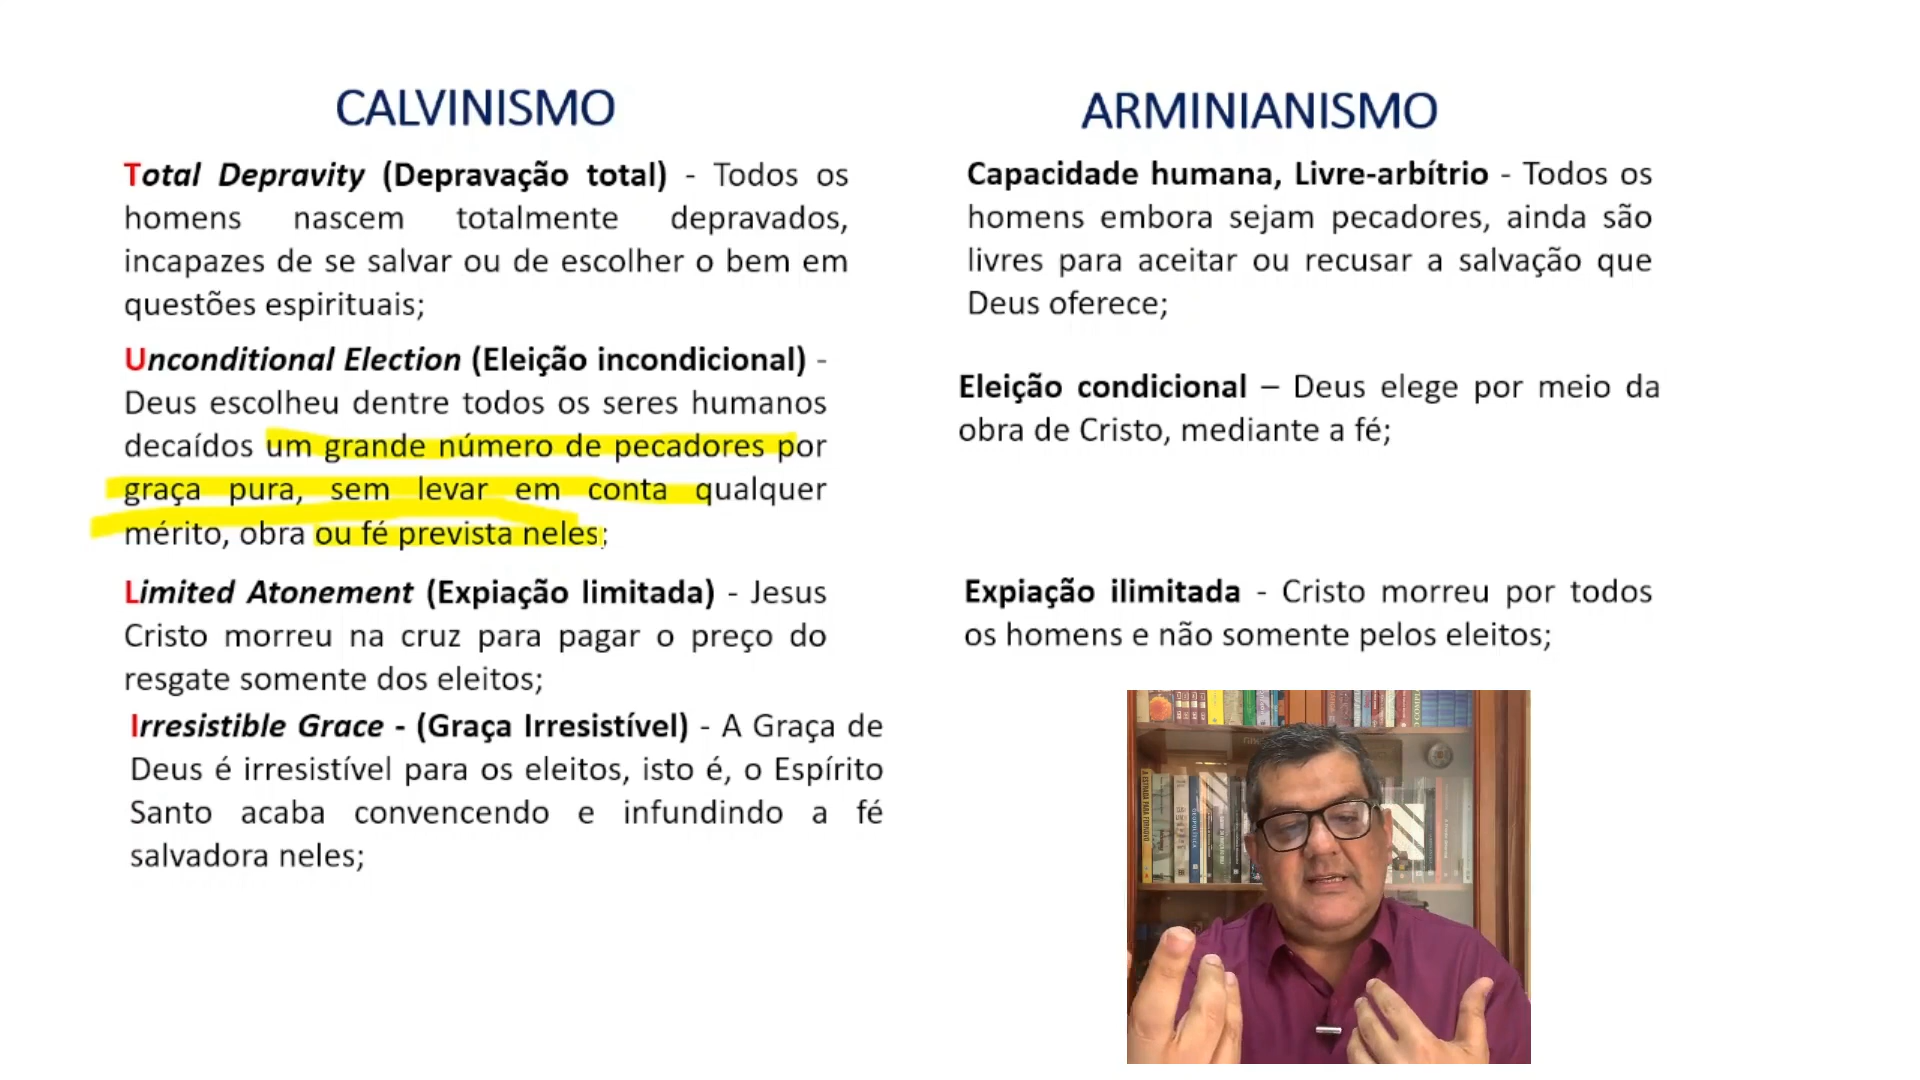 CALVINISMO
Total Depravity (Depravação total) - Todos os
homens nascem totalmente depravados,
incapazes de se salvar ou de escolher o bem em
questões espirituais;
Unconditional Election (Eleição incondicional) -
Deus escolheu dentre todos os seres humanos
decaídos um grande número de pecadores por
graça pura, sem levar em conta qualquer
mérito, obra ou fé prevista neles;
Limited Atonement (Expiação limitada) - Jesus
Cristo morreu na cruz para pagar o preço do
resgate somente dos eleitos;
Irresistible Grace - (Graça Irresistível) - A Graça de
Deus é irresistível para os eleitos, isto é, o Espírito
Santo acaba convencendo e infundindo a fé
salvadora neles;
ARMINIANISMO
Capacidade humana, Livre-arbítrio - Todos os
homens embora sejam pecadores, ainda são
livres para aceitar ou recusar a salvação que
Deus oferece;
Eleição condicional – Deus elege por meio da
obra de Cristo, mediante a fé;
Expiação ilimitada - Cristo morreu por todos
os homens e não somente pelos eleitos;